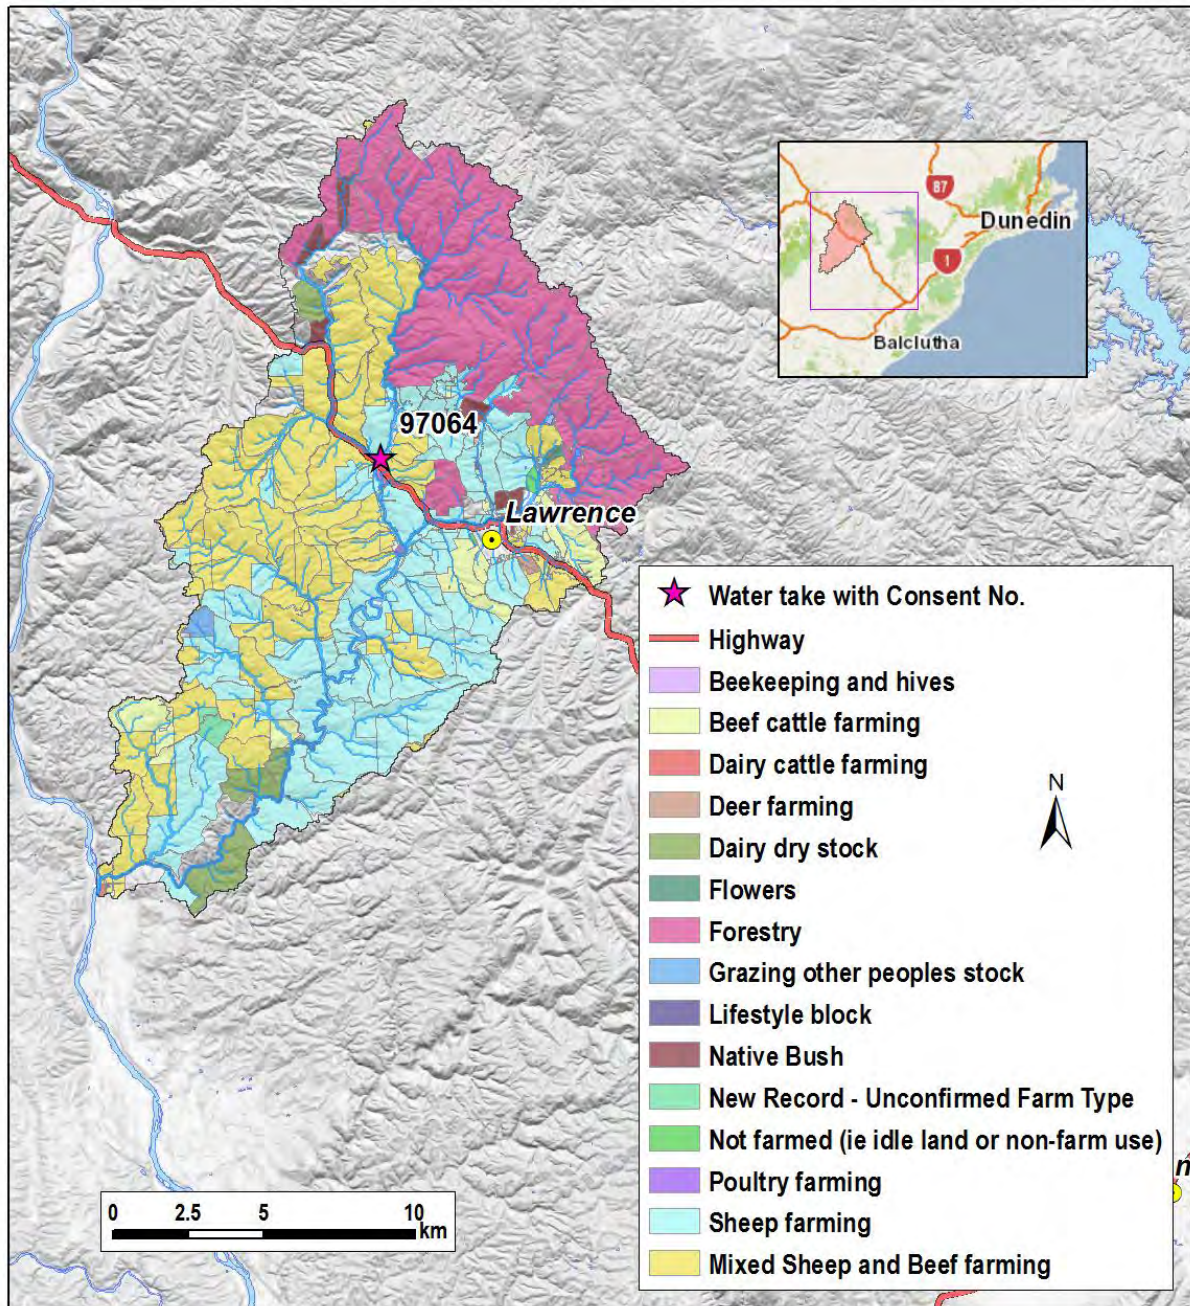 87
Dunedin
1
Balclutha
97064
Lawrence
Water take with Consent No.
Highway
Beekeeping and hives
Beef cattle farming
Dairy cattle farming
Deer farming
N
Dairy dry stock
Flowers
Forestry
Grazing other peoples stock
Lifestyle block
Native Bush
New Record - Unconfirmed Farm Type
Not farmed (ie idle land or non-farm use)
Poultry farming
Sheep farming
Mixed Sheep and Beef farming
0 2.5 5 10
km